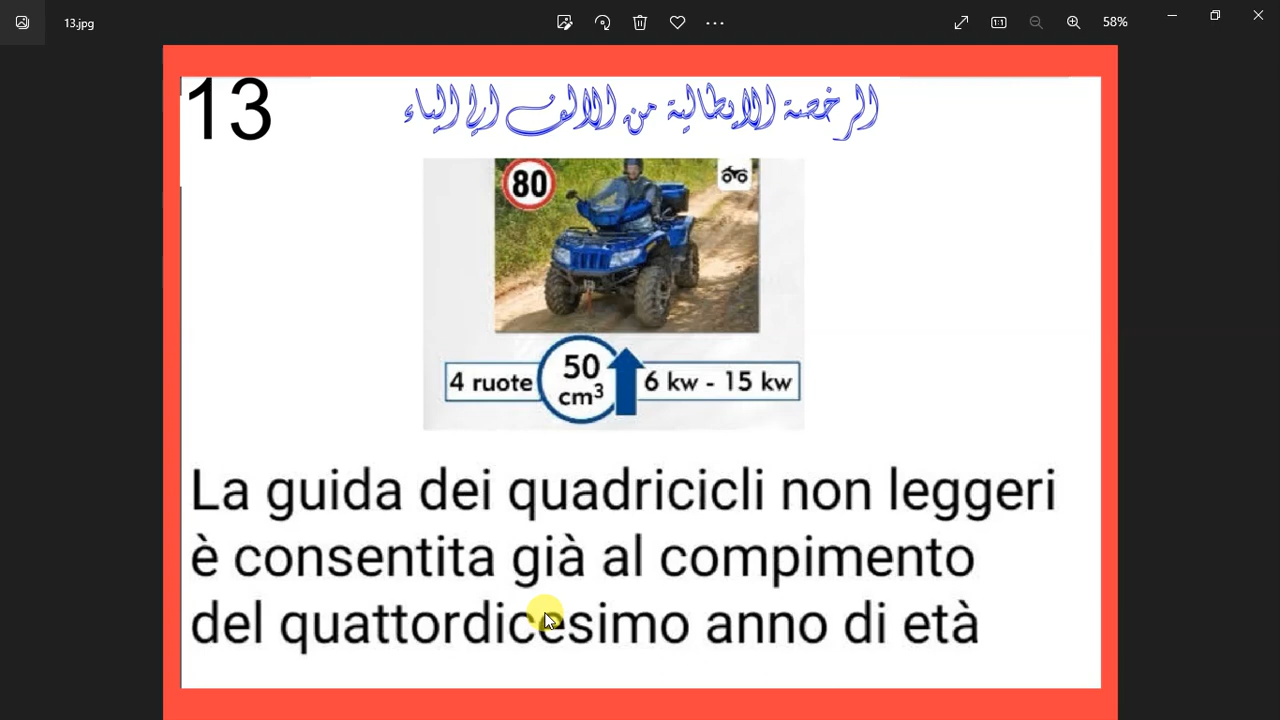 13.jpg
58%
13
الرخصة الإيطالية من الألف إلى الياء
80
4 ruote
50 cm³
6 kw - 15 kw
La guida dei quadricicli non leggeri
è consentita già al compimento
del quattordicesimo anno di età